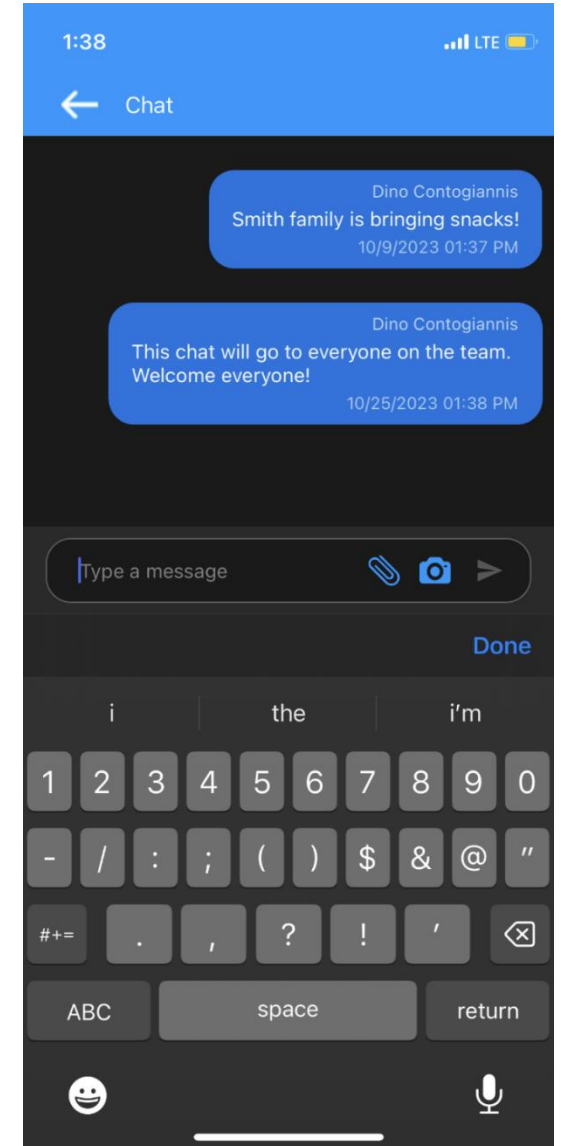 1:38 LTE
Chat
Dino Contogiannis
Smith family is bringing snacks!
10/9/2023 01:37 PM
Dino Contogiannis
This chat will go to everyone on the team.
Welcome everyone!
10/25/2023 01:38 PM
Type a message
Done
i the i'm
1 2 3 4 5 6 7 8 9 0
- / : ; ( ) $ & @ "
#+= . , ? ! '
ABC space return